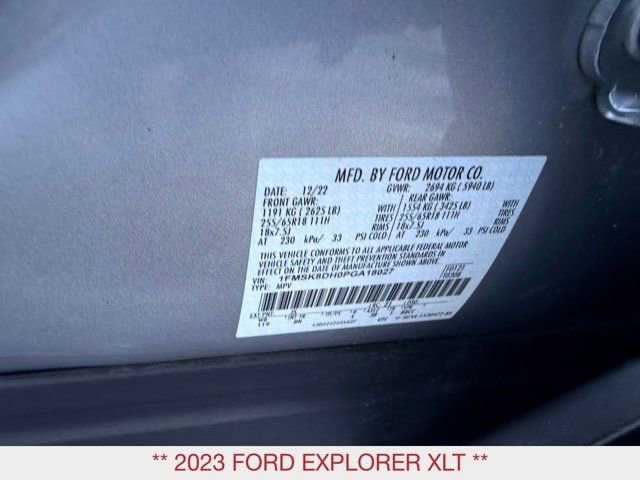 MFD. BY FORD MOTOR CO.
DATE: 12/22 GVWR: 2694 KG ( 5940 LB)
FRONT GAWR: REAR GAWR:
1191 KG ( 2625 LB) WITH 1554 KG ( 3425 LB) WITH
255/65R18 111H TIRES 255/65R18 111H TIRES
18x7.5J RIMS 18x7.5J RIMS
AT 230 kPa/ 33 PSI COLD AT 230 kPa/ 33 PSI COLD
THIS VEHICLE CONFORMS TO ALL APPLICABLE FEDERAL MOTOR
VEHICLE SAFETY AND THEFT PREVENTION STANDARDS IN EFFECT ON THE
DATE OF MANUFACTURE SHOWN ABOVE.
VIN: 1FMSK8DH0PGA18027
TYPE: MPV
** 2023 FORD EXPLORER XLT **